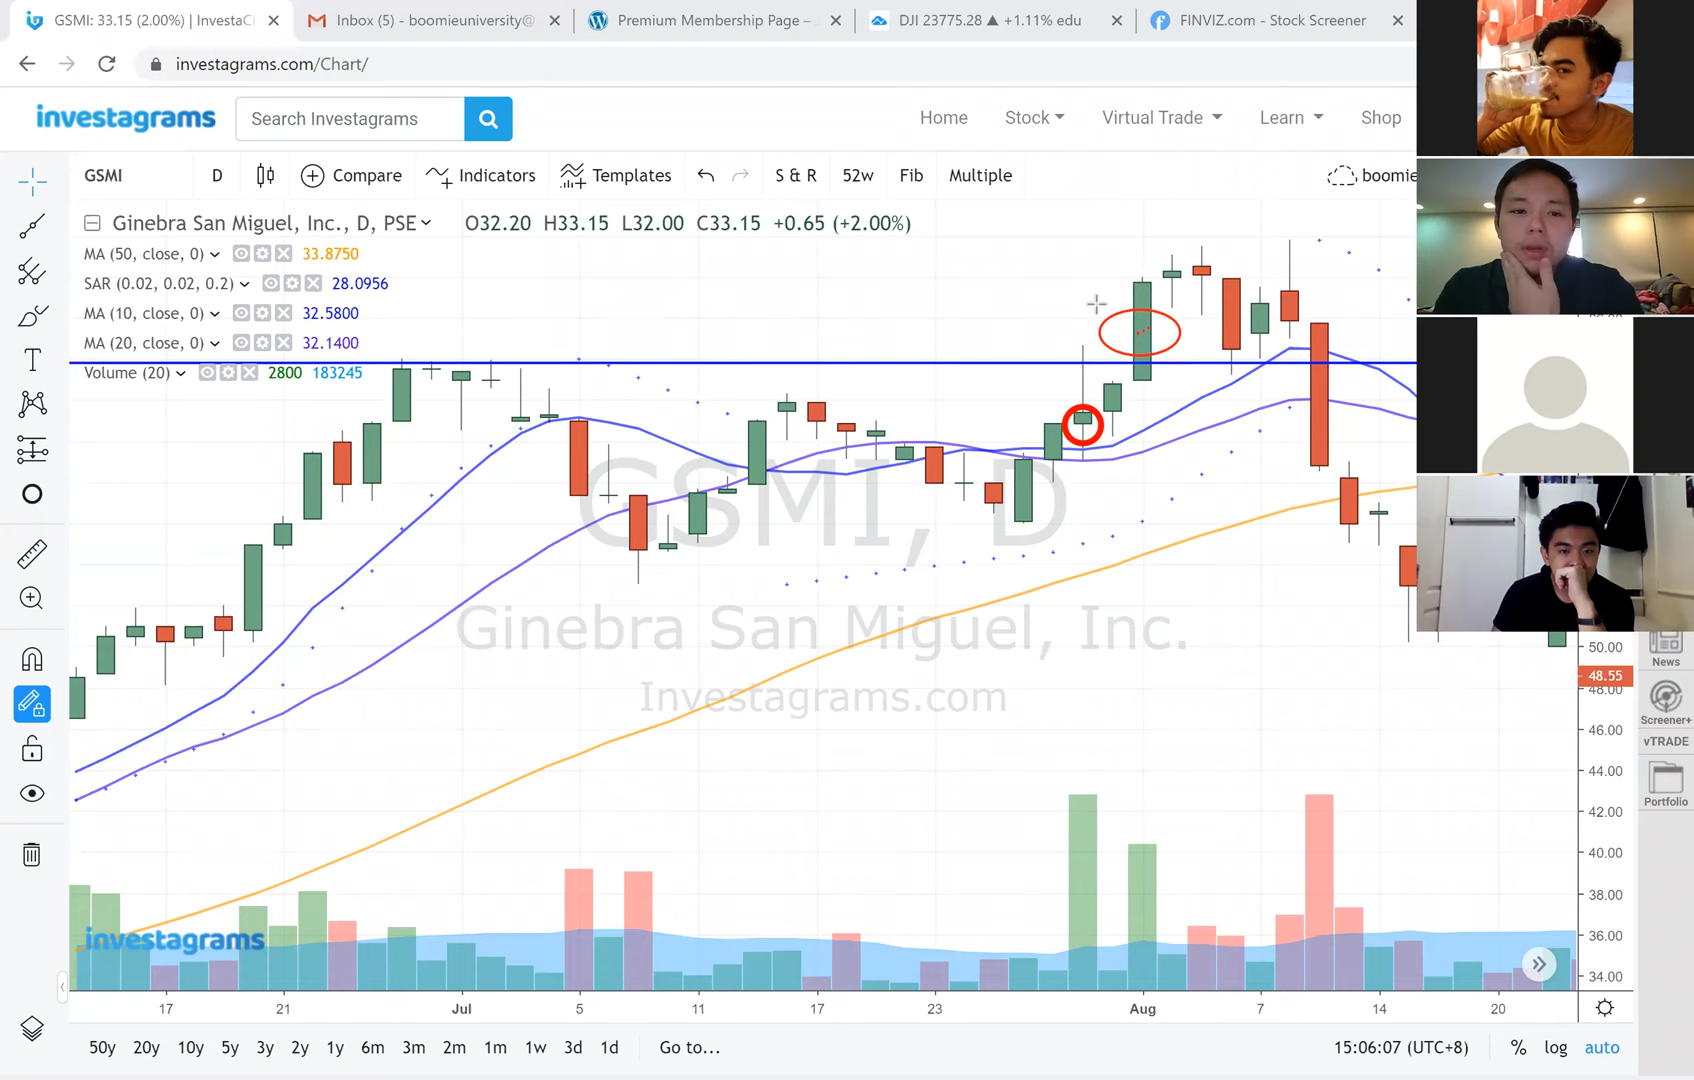 GSMI: 33.15 (2.00%) | InvestaCl
Inbox (5) - boomieuniversity@
Premium Membership Page –
DJI 23775.28 ▲ +1.11% edu
FINVIZ.com - Stock Screener
investagrams.com/Chart/
investagrams
Search Investagrams
Home
Stock
Virtual Trade
Learn
Shop
GSMI
D
Compare
Indicators
Templates
S & R
52w
Fib
Multiple
boomie
Ginebra San Miguel, Inc., D, PSE
O32.20 H33.15 L32.00 C33.15 +0.65 (+2.00%)
MA (50, close, 0) 33.8750
SAR (0.02, 0.02, 0.2) 28.0956
MA (10, close, 0) 32.5800
MA (20, close, 0) 32.1400
Volume (20) 2800 183245
GSMI, D
Ginebra San Miguel, Inc.
Investagrams.com
50.00
48.55
48.00
46.00
44.00
42.00
40.00
38.00
36.00
34.00
News
Screener+
vTRADE
Portfolio
investagrams
17 21 Jul 5 11 17 23 Aug 7 14 20
50y 20y 10y 5y 3y 2y 1y 6m 3m 2m 1m 1w 3d 1d Go to...
15:06:07 (UTC+8) % log auto